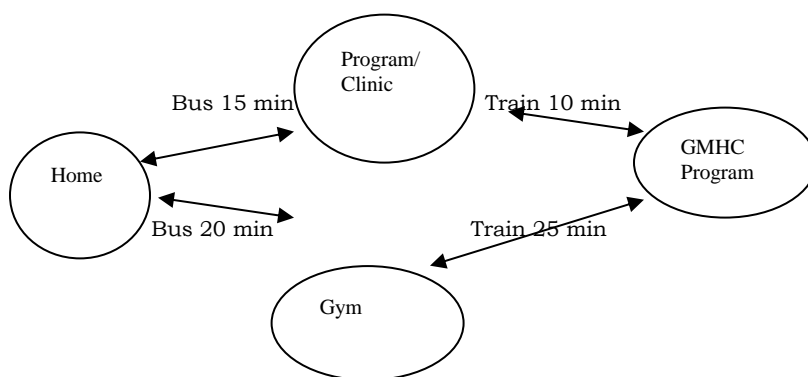 Program/
Clinic
Bus 15 min
Train 10 min
GMHC
Program
Home
Bus 20 min
Train 25 min
Gym